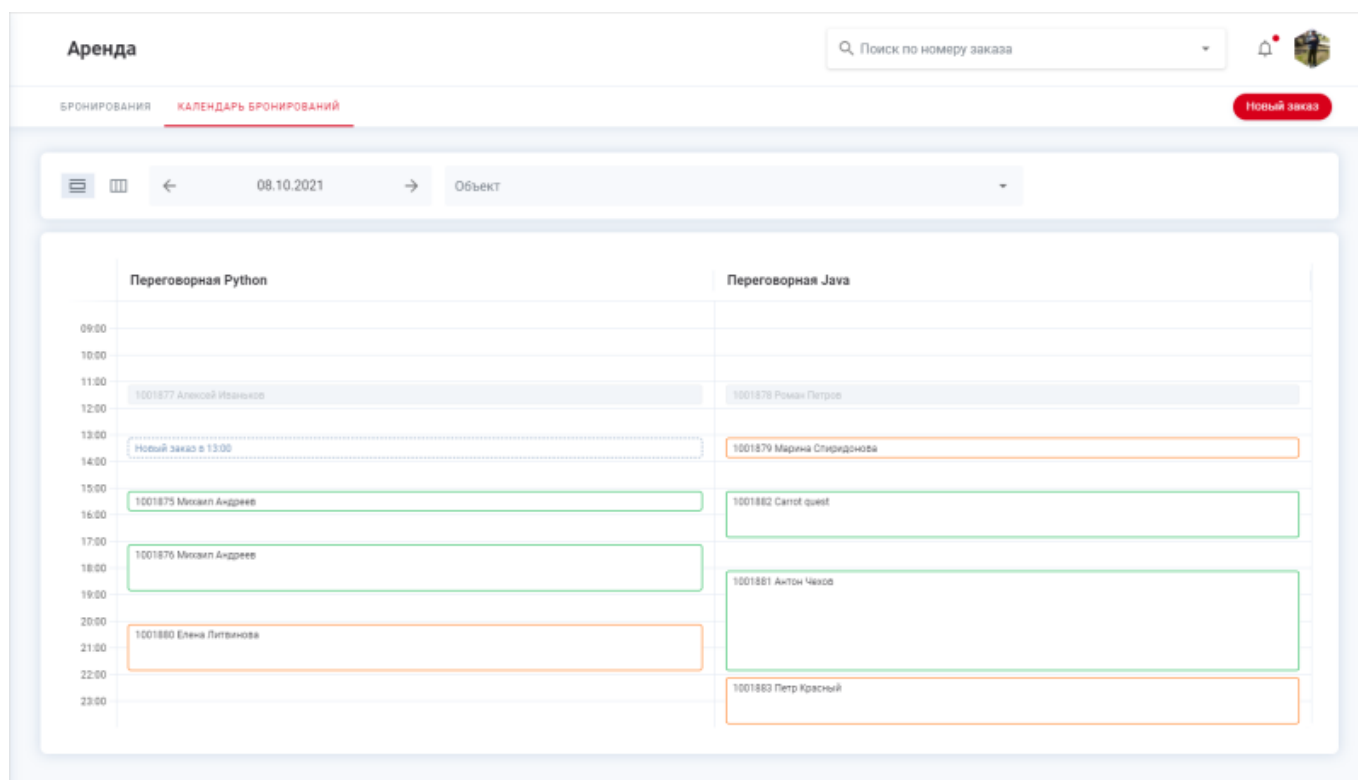 Аренда
Поиск по номеру заказа
БРОНИРОВАНИЯ КАЛЕНДАРЬ БРОНИРОВАНИЙ Новый заказ
08.10.2021 Объект
Переговорная Python Переговорная Java
09:00
10:00
11:00
1001877 Алексей Иваньков 1001878 Роман Петров
12:00
13:00
Новый заказ в 13:00 1001879 Марина Спиридонова
14:00
15:00
1001875 Михаил Андреев 1001882 Carrot quest
16:00
17:00
1001876 Михаил Андреев
18:00
1001881 Антон Чехов
19:00
20:00
1001880 Елена Литвинова
21:00
22:00
1001883 Петр Красный
23:00